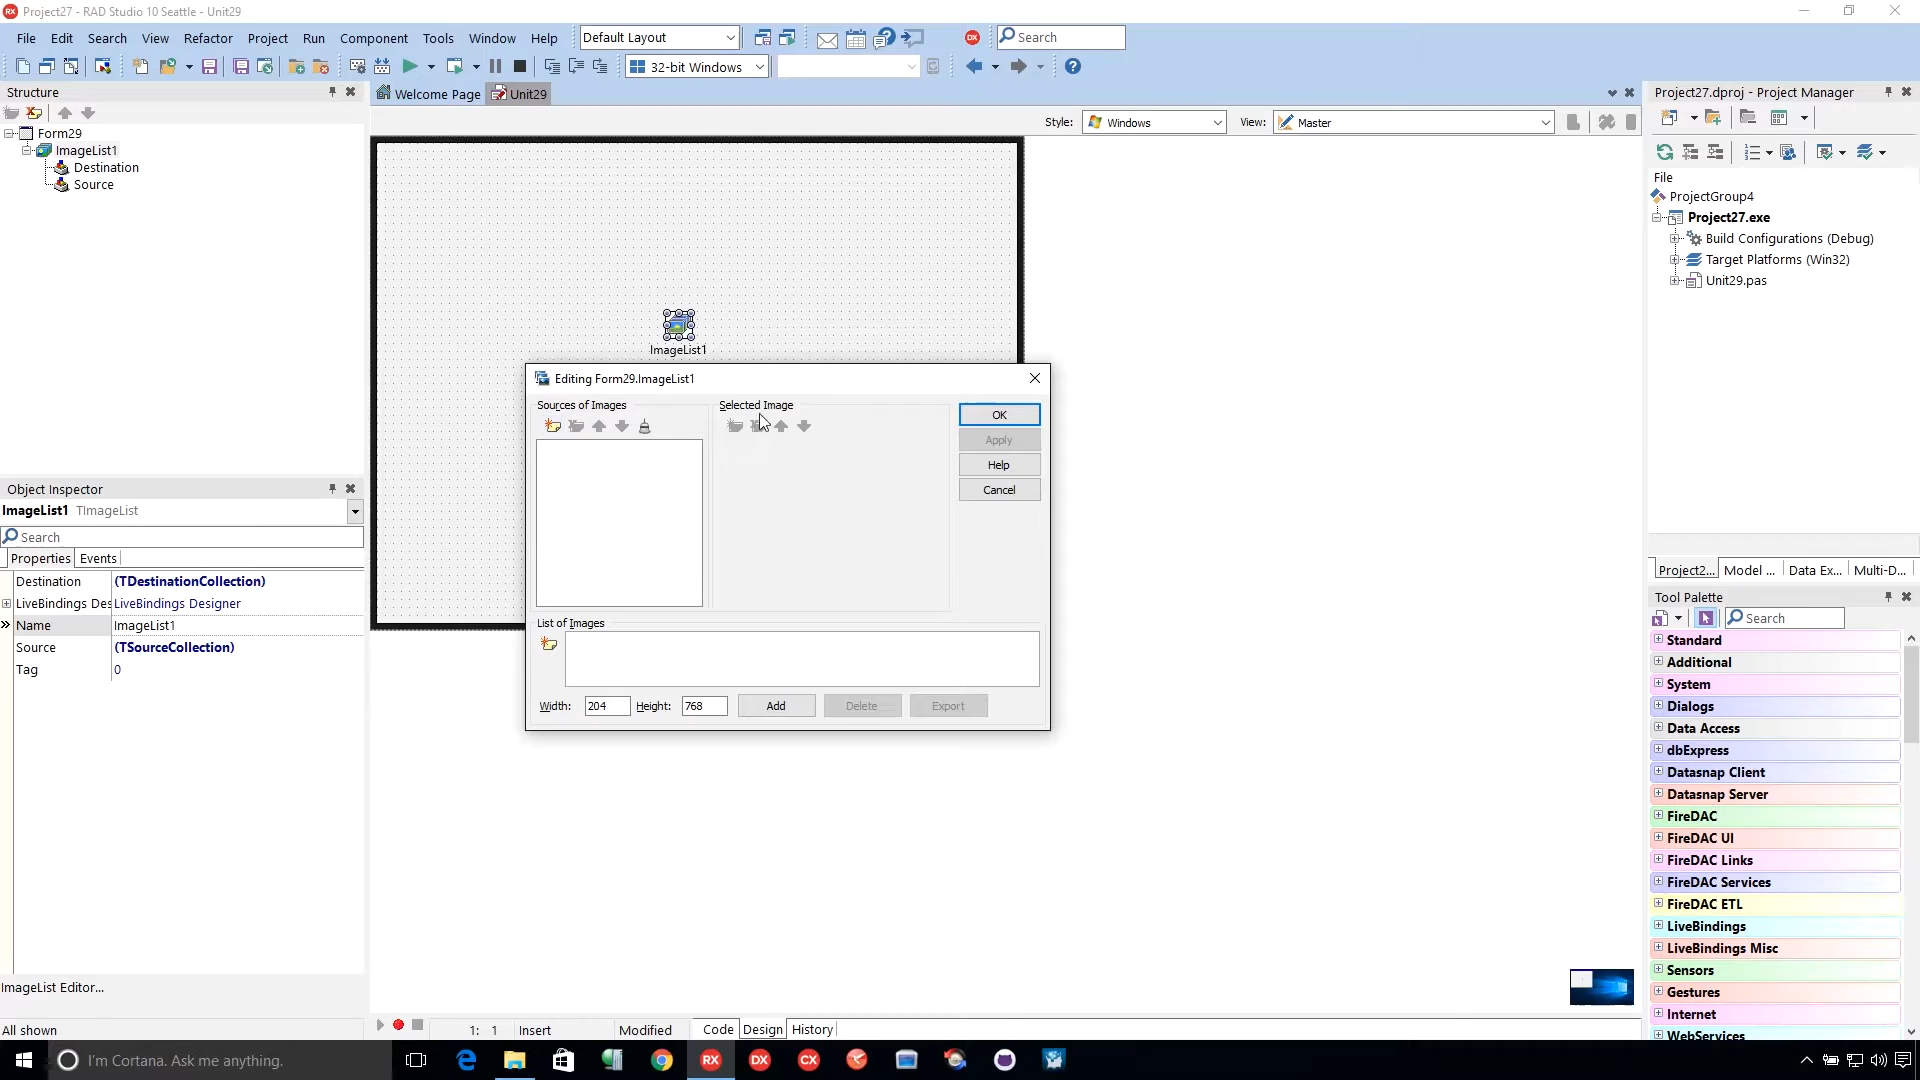 Project27 - RAD Studio 10 Seattle - Unit29
File Edit Search View Refactor Project Run Component Tools Window Help
Default Layout
Search
32-bit Windows
Structure
Form29
ImageList1
Destination
Source
Welcome Page
Unit29
Style:
Windows
View:
Master
ImageList1
Editing Form29.ImageList1
Sources of Images
Selected Image
OK
Apply
Help
Cancel
List of Images
Width:
204
Height:
768
Add
Delete
Export
Object Inspector
ImageList1 TImageList
Search
Properties Events
Destination (TDestinationCollection)
LiveBindings Des LiveBindings Designer
Name ImageList1
Source (TSourceCollection)
Tag 0
ImageList Editor...
All shown
1: 1
Insert
Modified
Code Design History
Project27.dproj - Project Manager
File
ProjectGroup4
Project27.exe
Build Configurations (Debug)
Target Platforms (Win32)
Unit29.pas
Project2... Model ... Data Ex... Multi-D...
Tool Palette
Search
Standard
Additional
System
Dialogs
Data Access
dbExpress
Datasnap Client
Datasnap Server
FireDAC
FireDAC UI
FireDAC Links
FireDAC Services
FireDAC ETL
LiveBindings
LiveBindings Misc
Sensors
Gestures
Internet
WebServices
I'm Cortana. Ask me anything.
RX
DX
CX